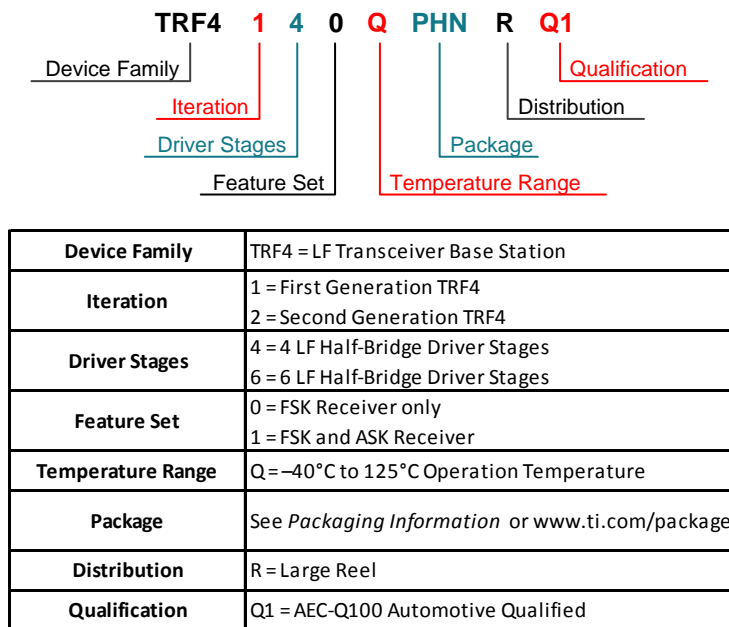 TRF4 1 4 0 Q PHN R Q1
Device Family
Qualification
Iteration
Distribution
Driver Stages
Package
Feature Set
Temperature Range
Device Family TRF4 = LF Transceiver Base Station
Iteration
1 = First Generation TRF4
2 = Second Generation TRF4
Driver Stages
4 = 4 LF Half-Bridge Driver Stages
6 = 6 LF Half-Bridge Driver Stages
Feature Set
0 = FSK Receiver only
1 = FSK and ASK Receiver
Temperature Range Q = –40°C to 125°C Operation Temperature
Package See Packaging Information or www.ti.com/package
Distribution R = Large Reel
Qualification Q1 = AEC-Q100 Automotive Qualified